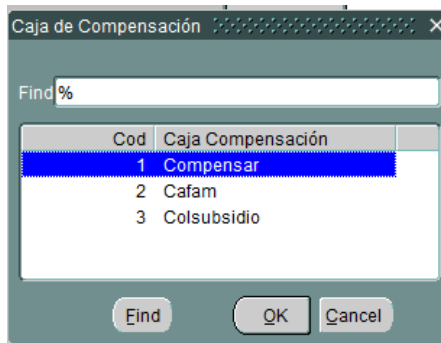 Caja de Compensación
Find %
Cod Caja Compensación
1 Compensar
2 Cafam
3 Colsubsidio
Find OK Cancel